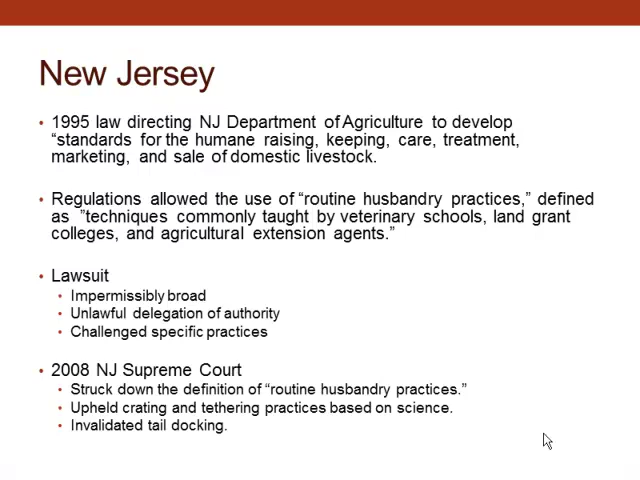 New Jersey
• 1995 law directing NJ Department of Agriculture to develop
“standards for the humane raising, keeping, care, treatment,
marketing, and sale of domestic livestock.
• Regulations allowed the use of “routine husbandry practices,” defined
as ”techniques commonly taught by veterinary schools, land grant
colleges, and agricultural extension agents.”
• Lawsuit
• Impermissibly broad
• Unlawful delegation of authority
• Challenged specific practices
• 2008 NJ Supreme Court
• Struck down the definition of “routine husbandry practices.”
• Upheld crating and tethering practices based on science.
• Invalidated tail docking.